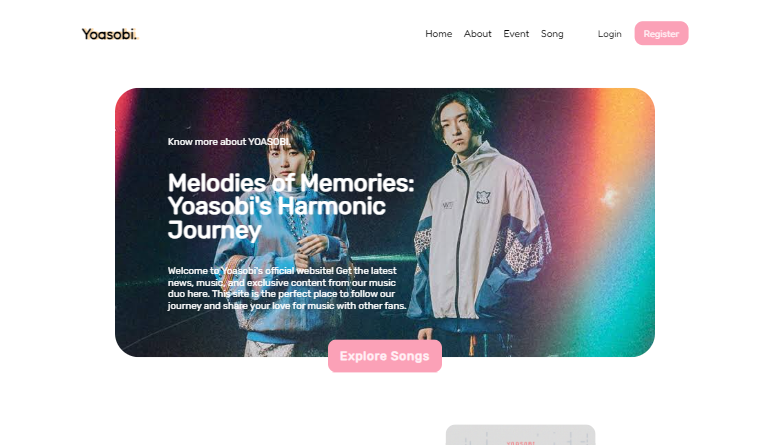 Yoasobi.
Home About Event Song Login Register
Know more about YOASOBI.
Melodies of Memories:
Yoasobi's Harmonic
Journey
Welcome to Yoasobi's official website! Get the latest
news, music, and exclusive content from our music
duo here. This site is the perfect place to follow our
journey and share your love for music with other fans.
Explore Songs
YOASOBI